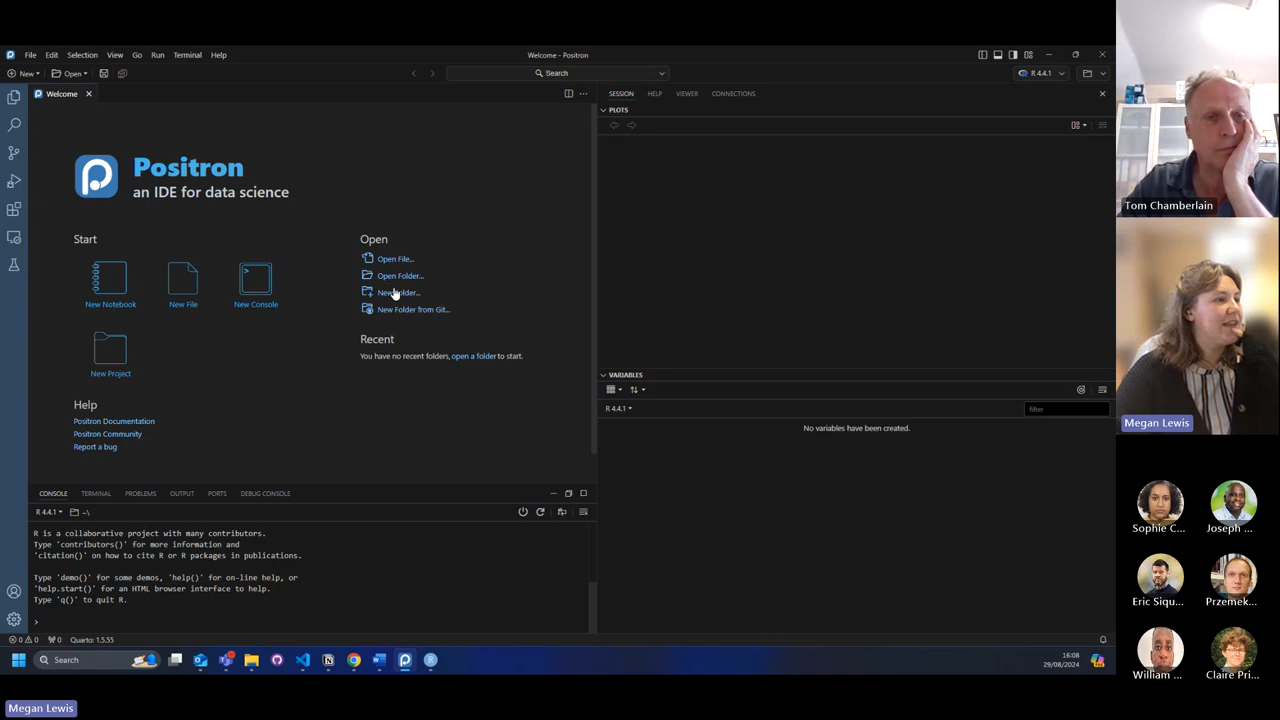 File Edit Selection View Go Run Terminal Help
Welcome - Positron
New
Open
Search
R 4.4.1
Welcome
Positron
an IDE for data science
Start
New Notebook
New File
New Console
New Project
Open
Open File...
Open Folder...
New Folder...
New Folder from Git...
Recent
You have no recent folders, open a folder to start.
Help
Positron Documentation
Positron Community
Report a bug
SESSION HELP VIEWER CONNECTIONS
PLOTS
VARIABLES
R 4.4.1
filter
No variables have been created.
CONSOLE TERMINAL PROBLEMS OUTPUT PORTS DEBUG CONSOLE
R 4.4.1 ~\
R is a collaborative project with many contributors.
Type 'contributors()' for more information and
'citation()' on how to cite R or R packages in publications.
Type 'demo()' for some demos, 'help()' for on-line help, or
'help.start()' for an HTML browser interface to help.
Type 'q()' to quit R.
>
0 0 0 Quarto: 1.5.55
Search
16:08
29/08/2024
Tom Chamberlain
Megan Lewis
Sophie C...
Joseph ...
Eric Siqu...
Przemek...
William ...
Claire Pri...
Megan Lewis